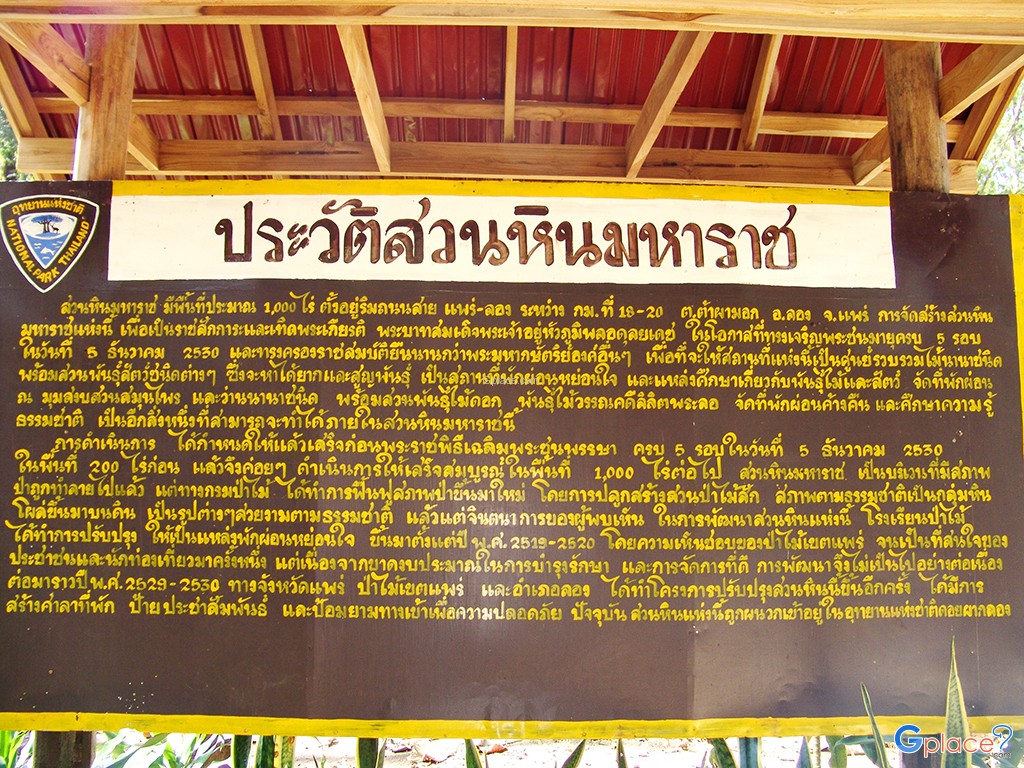 ประวัติสวนหินมหาราช
อุทยานแห่งชาติ
NATIONAL PARK THAILAND
สวนหินมหาราช มีพื้นที่ประมาณ 1,000 ไร่ ตั้งอยู่ริมถนนสาย แพร่-ลอง ระหว่าง กม.ที่ 18-20 ต.ต้าผามอก อ.ลอง จ.แพร่ การจัดสร้างสวนหิน
มหาราชแห่งนี้ เพื่อเป็นราชสักการะและเทิดพระเกียรติ พระบาทสมเด็จพระเจ้าอยู่หัวภูมิพลอดุลยเดช ในโอกาสที่ทรงเจริญพระชนมายุครบ 5 รอบ
ในวันที่ 5 ธันวาคม 2530 และทรงครองราชสมบัติยืนนานกว่าพระมหากษัตริย์องค์อื่นๆ เพื่อที่จะให้สถานที่แห่งนี้เป็นศูนย์รวบรวมไม้นานาชนิด
พร้อมสวนพันธุ์สัตว์ชนิดต่างๆ ซึ่งจะหาได้ยากและสูญพันธุ์ เป็นสถานที่พักผ่อนหย่อนใจ และแหล่งศึกษาเกี่ยวกับพันธุ์ไม้และสัตว์ จัดที่พักผ่อน
ณ มุมสงบสวนสมุนไพร และว่านนานาชนิด พร้อมสวนพันธุ์ไม้ดอก พันธุ์ไม้วรรณคดีลิลิตพระลอ จัดที่พักผ่อนค้างคืน และศึกษาความรู้
ธรรมชาติ เป็นอีกสิ่งหนึ่งที่สามารถจะทำได้ ภายในสวนหินมหาราชนี้
การดำเนินการ ได้กำหนดให้แล้วเสร็จก่อนพระราชพิธีเฉลิมพระชนมพรรษา ครบ 5 รอบในวันที่ 5 ธันวาคม 2530
ในพื้นที่ 200 ไร่ก่อน แล้วจึงค่อยๆ ดำเนินการให้เสร็จสมบูรณ์ในพื้นที่ 1,000 ไร่ต่อไป สวนหินมหาราช เป็นบริเวณที่มีสภาพ
ป่าถูกทำลายไปแล้ว แต่ทางกรมป่าไม้ ได้ทำการฟื้นฟูสภาพป่าขึ้นมาใหม่ โดยการปลูกสร้างสวนป่าไม้สัก สภาพตามธรรมชาติเป็นกลุ่มหิน
โผล่ขึ้นมาบนดิน เป็นรูปต่างๆสวยงามตามธรรมชาติ แล้วแต่จินตนาการของผู้พบเห็น ในการพัฒนาสวนหินแห่งนี้ โรงเรียนป่าไม้
ได้ทำการปรับปรุง ให้เป็นแหล่งพักผ่อนหย่อนใจ ขึ้นมาตั้งแต่ปี พ.ศ. 2519-2520 โดยความเห็นชอบของป่าไม้เขตแพร่ จนเป็นที่สนใจของ
ประชาชนและนักท่องเที่ยวมาครั้งหนึ่ง แต่เนื่องจากขาดงบประมาณในการบำรุงรักษา และการจัดการที่ดี การพัฒนาจึงไม่เป็นไปอย่างต่อเนื่อง
ต่อมาราวปี พ.ศ. 2529-2530 ทางจังหวัดแพร่ ป่าไม้เขตแพร่ และอำเภอลอง ได้ทำโครงการปรับปรุงสวนหินนี้ขึ้นอีกครั้ง ได้มีการ
สร้างศาลาที่พัก ป้ายประชาสัมพันธ์ และป้อมยามทางเข้าเพื่อความปลอดภัย ปัจจุบัน สวนหินแห่งนี้ถูกผนวกเข้าอยู่ในอุทยานแห่งชาติดอยผากลอง
Gplace